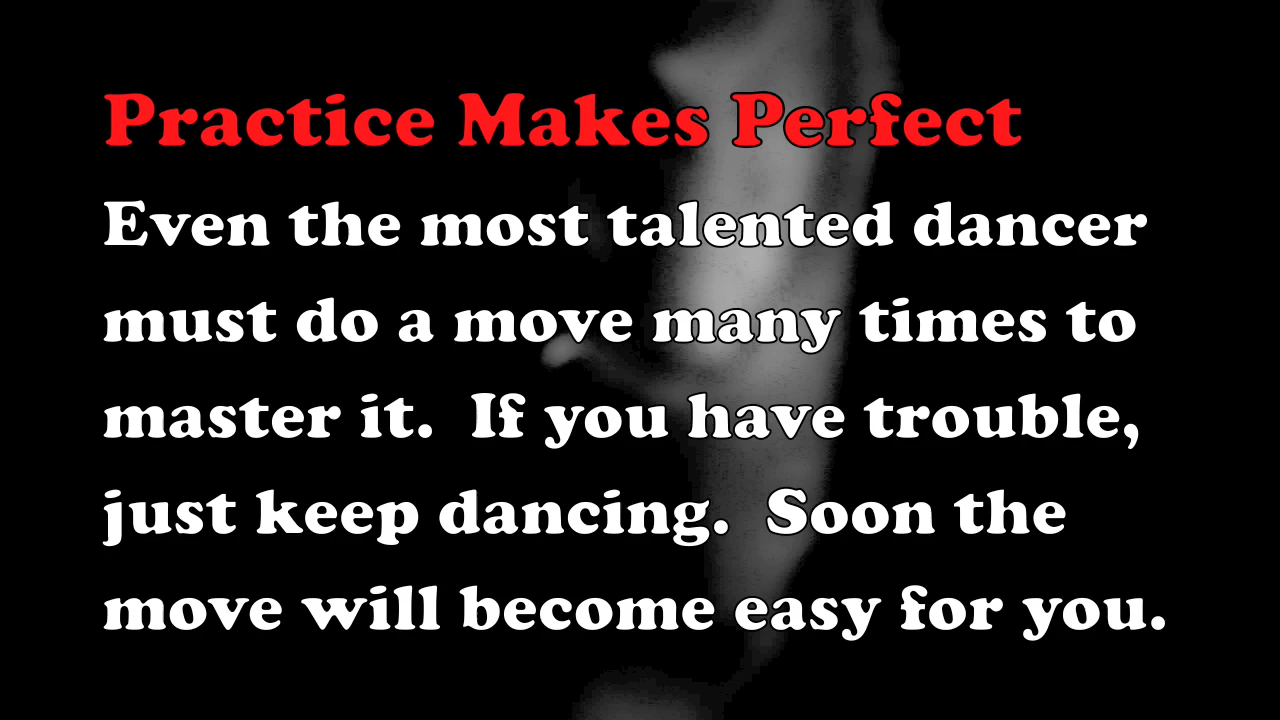 Practice Makes Perfect
Even the most talented dancer
must do a move many times to
master it.  If you have trouble,
just keep dancing.  Soon the
move will become easy for you.